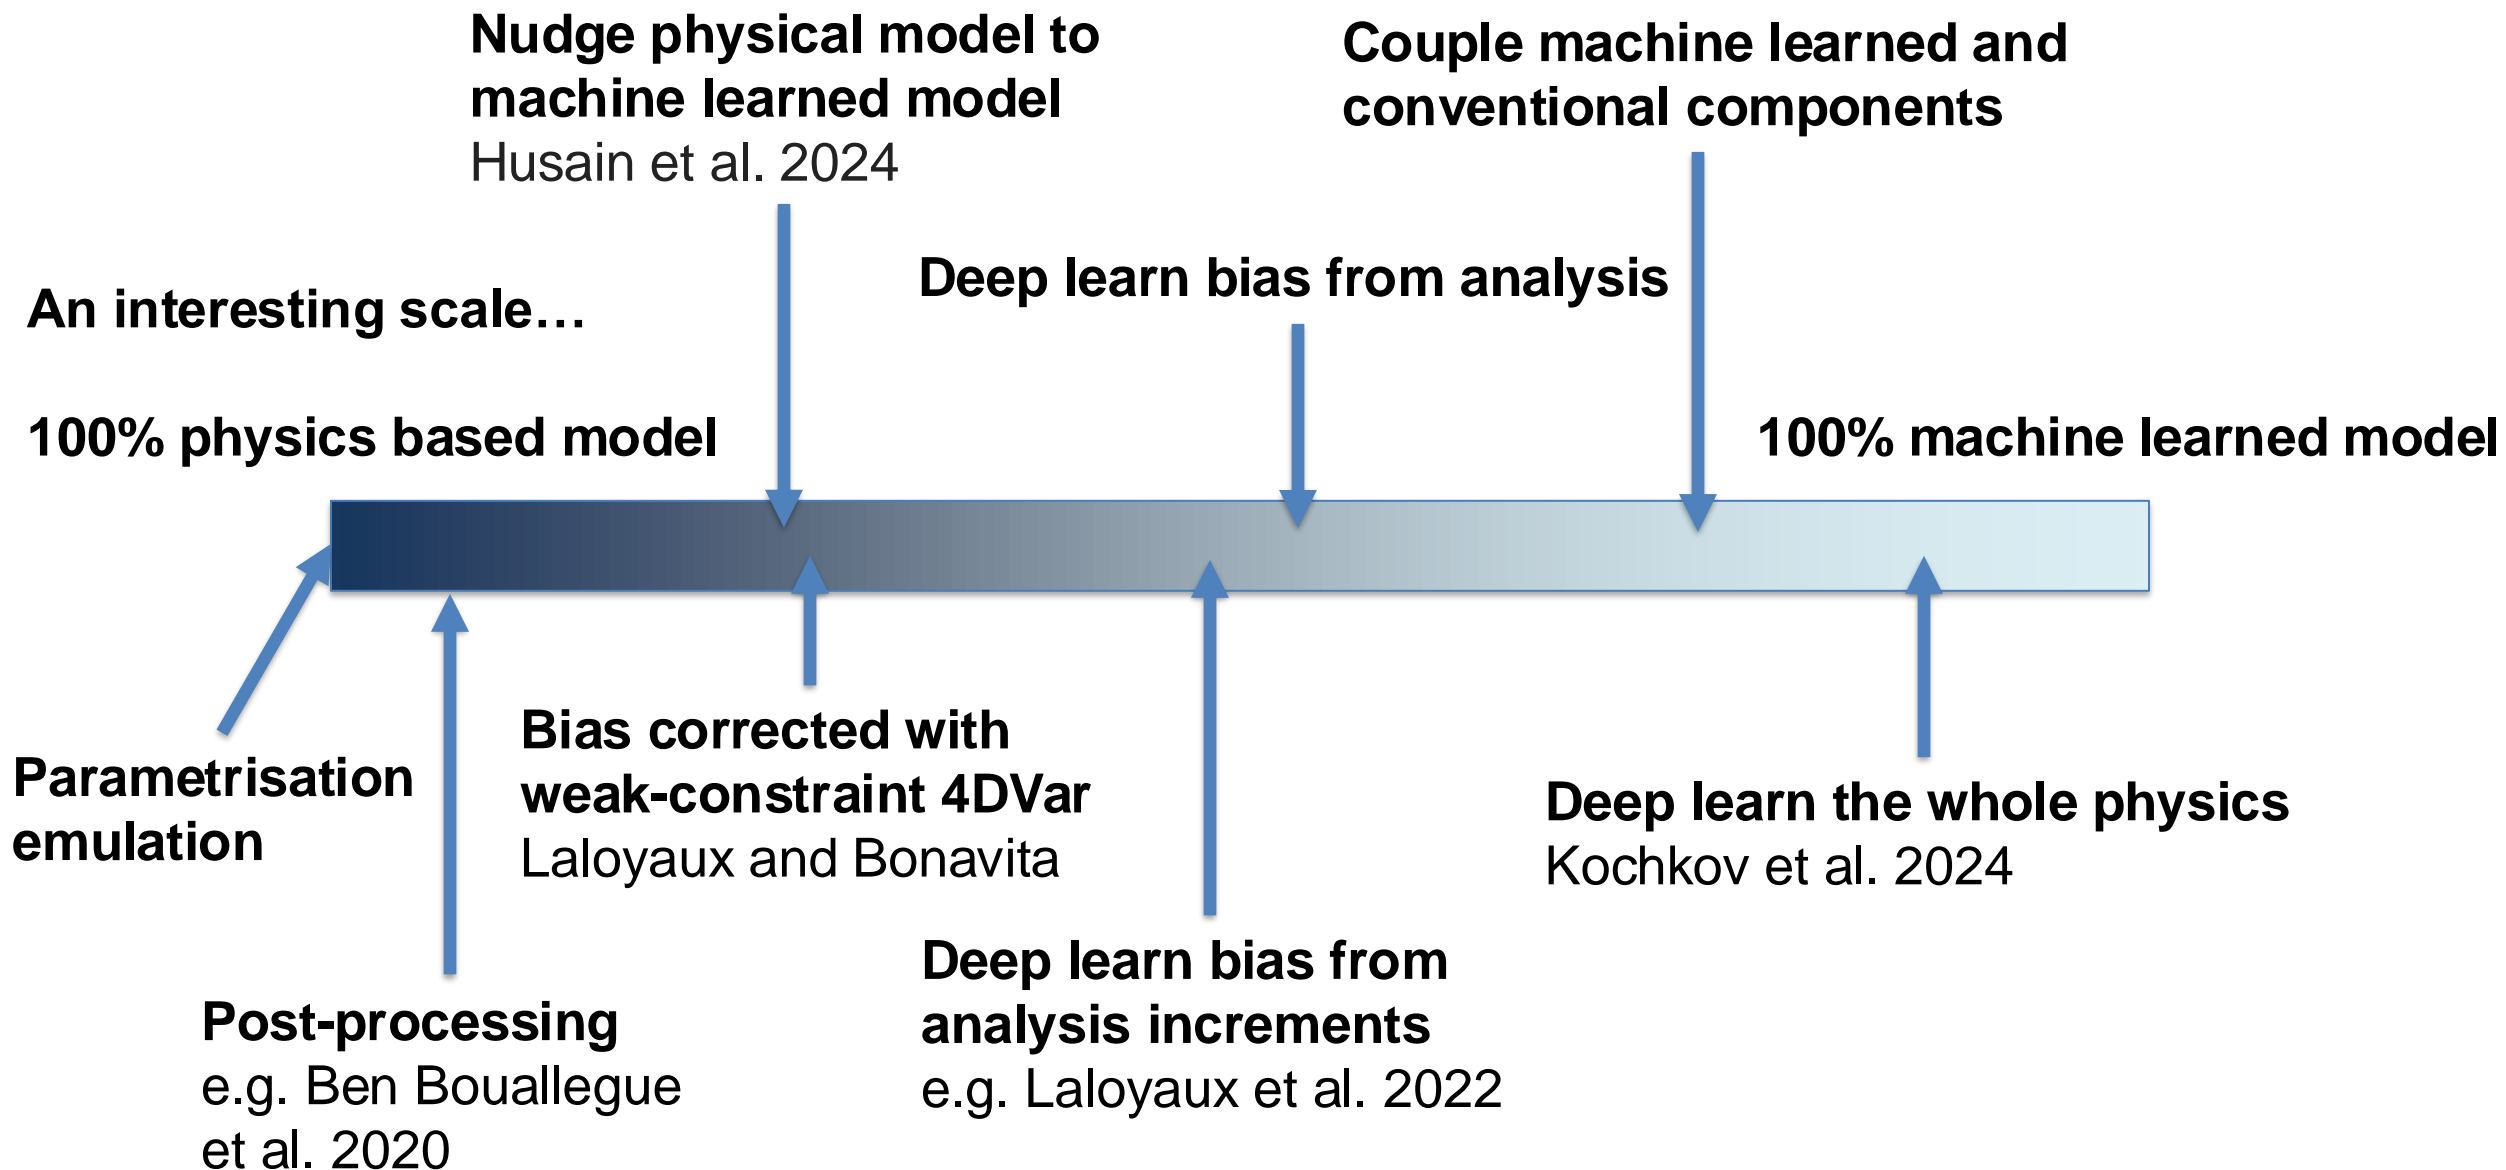 Nudge physical model to
machine learned model
Husain et al. 2024
Couple machine learned and
conventional components
Deep learn bias from analysis
An interesting scale…
100% physics based model
100% machine learned model
Parametrisation
emulation
Bias corrected with
weak-constraint 4DVar
Laloyaux and Bonavita
Deep learn the whole physics
Kochkov et al. 2024
Post-processing
e.g. Ben Bouallegue
et al. 2020
Deep learn bias from
analysis increments
e.g. Laloyaux et al. 2022